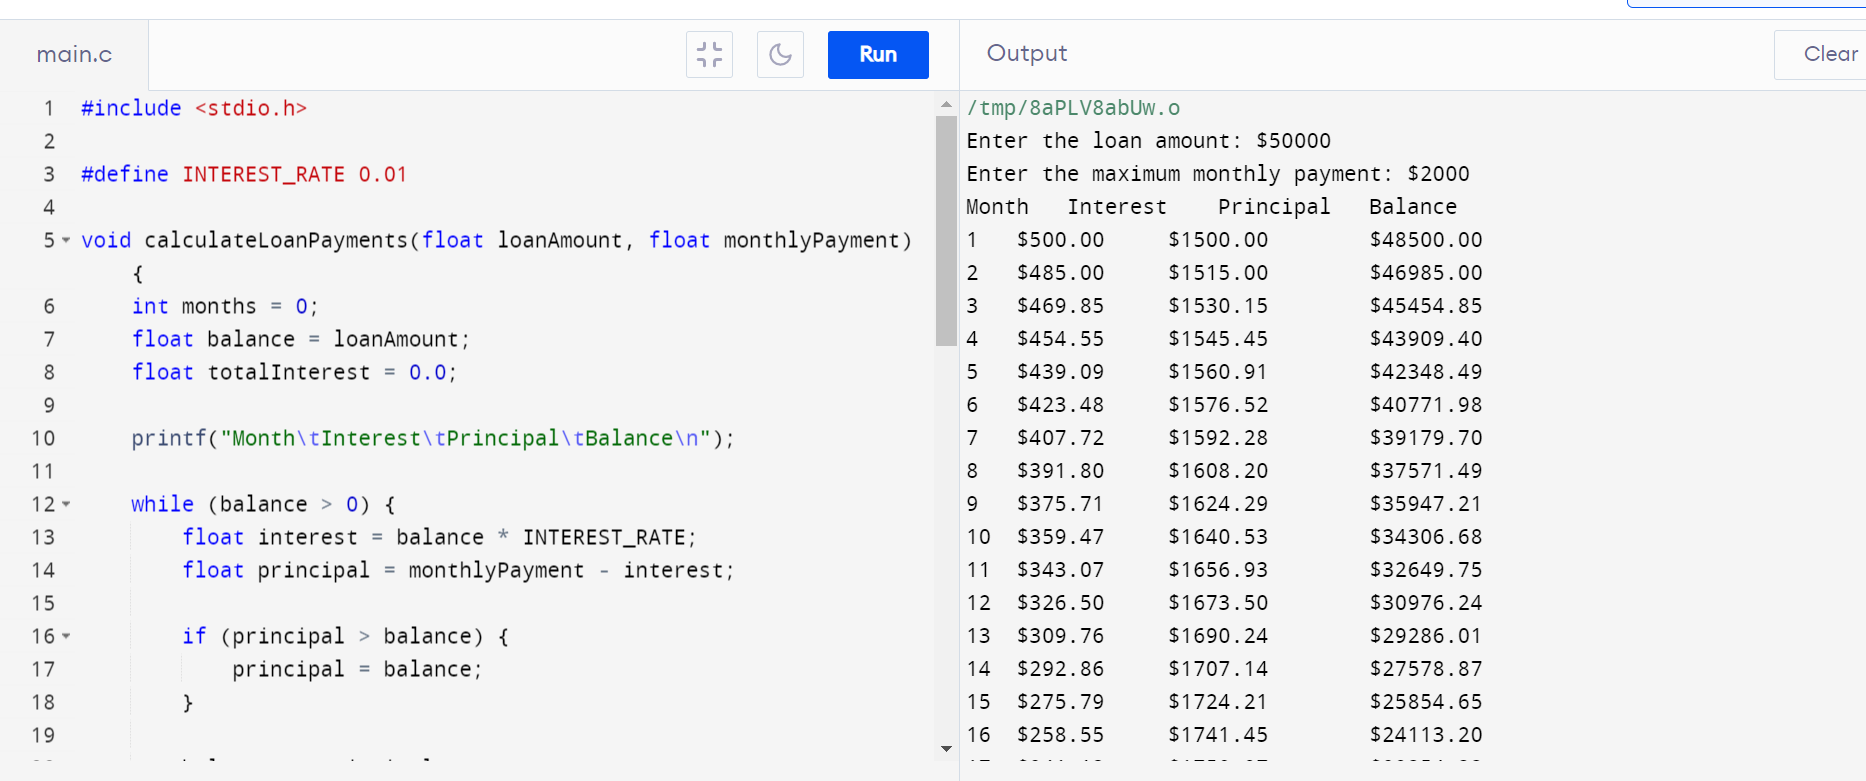 main.c
Run
1 #include <stdio.h>
2
3 #define INTEREST_RATE 0.01
4
5 void calculateLoanPayments(float loanAmount, float monthlyPayment)
{
6 int months = 0;
7 float balance = loanAmount;
8 float totalInterest = 0.0;
9
10 printf("Month\tInterest\tPrincipal\tBalance\n");
11
12 while (balance > 0) {
13 float interest = balance * INTEREST_RATE;
14 float principal = monthlyPayment - interest;
15
16 if (principal > balance) {
17 principal = balance;
18 }
19
Output
Clear
/tmp/8aPLV8abUw.o
Enter the loan amount: $50000
Enter the maximum monthly payment: $2000
Month Interest Principal Balance
1 $500.00 $1500.00 $48500.00
2 $485.00 $1515.00 $46985.00
3 $469.85 $1530.15 $45454.85
4 $454.55 $1545.45 $43909.40
5 $439.09 $1560.91 $42348.49
6 $423.48 $1576.52 $40771.98
7 $407.72 $1592.28 $39179.70
8 $391.80 $1608.20 $37571.49
9 $375.71 $1624.29 $35947.21
10 $359.47 $1640.53 $34306.68
11 $343.07 $1656.93 $32649.75
12 $326.50 $1673.50 $30976.24
13 $309.76 $1690.24 $29286.01
14 $292.86 $1707.14 $27578.87
15 $275.79 $1724.21 $25854.65
16 $258.55 $1741.45 $24113.20